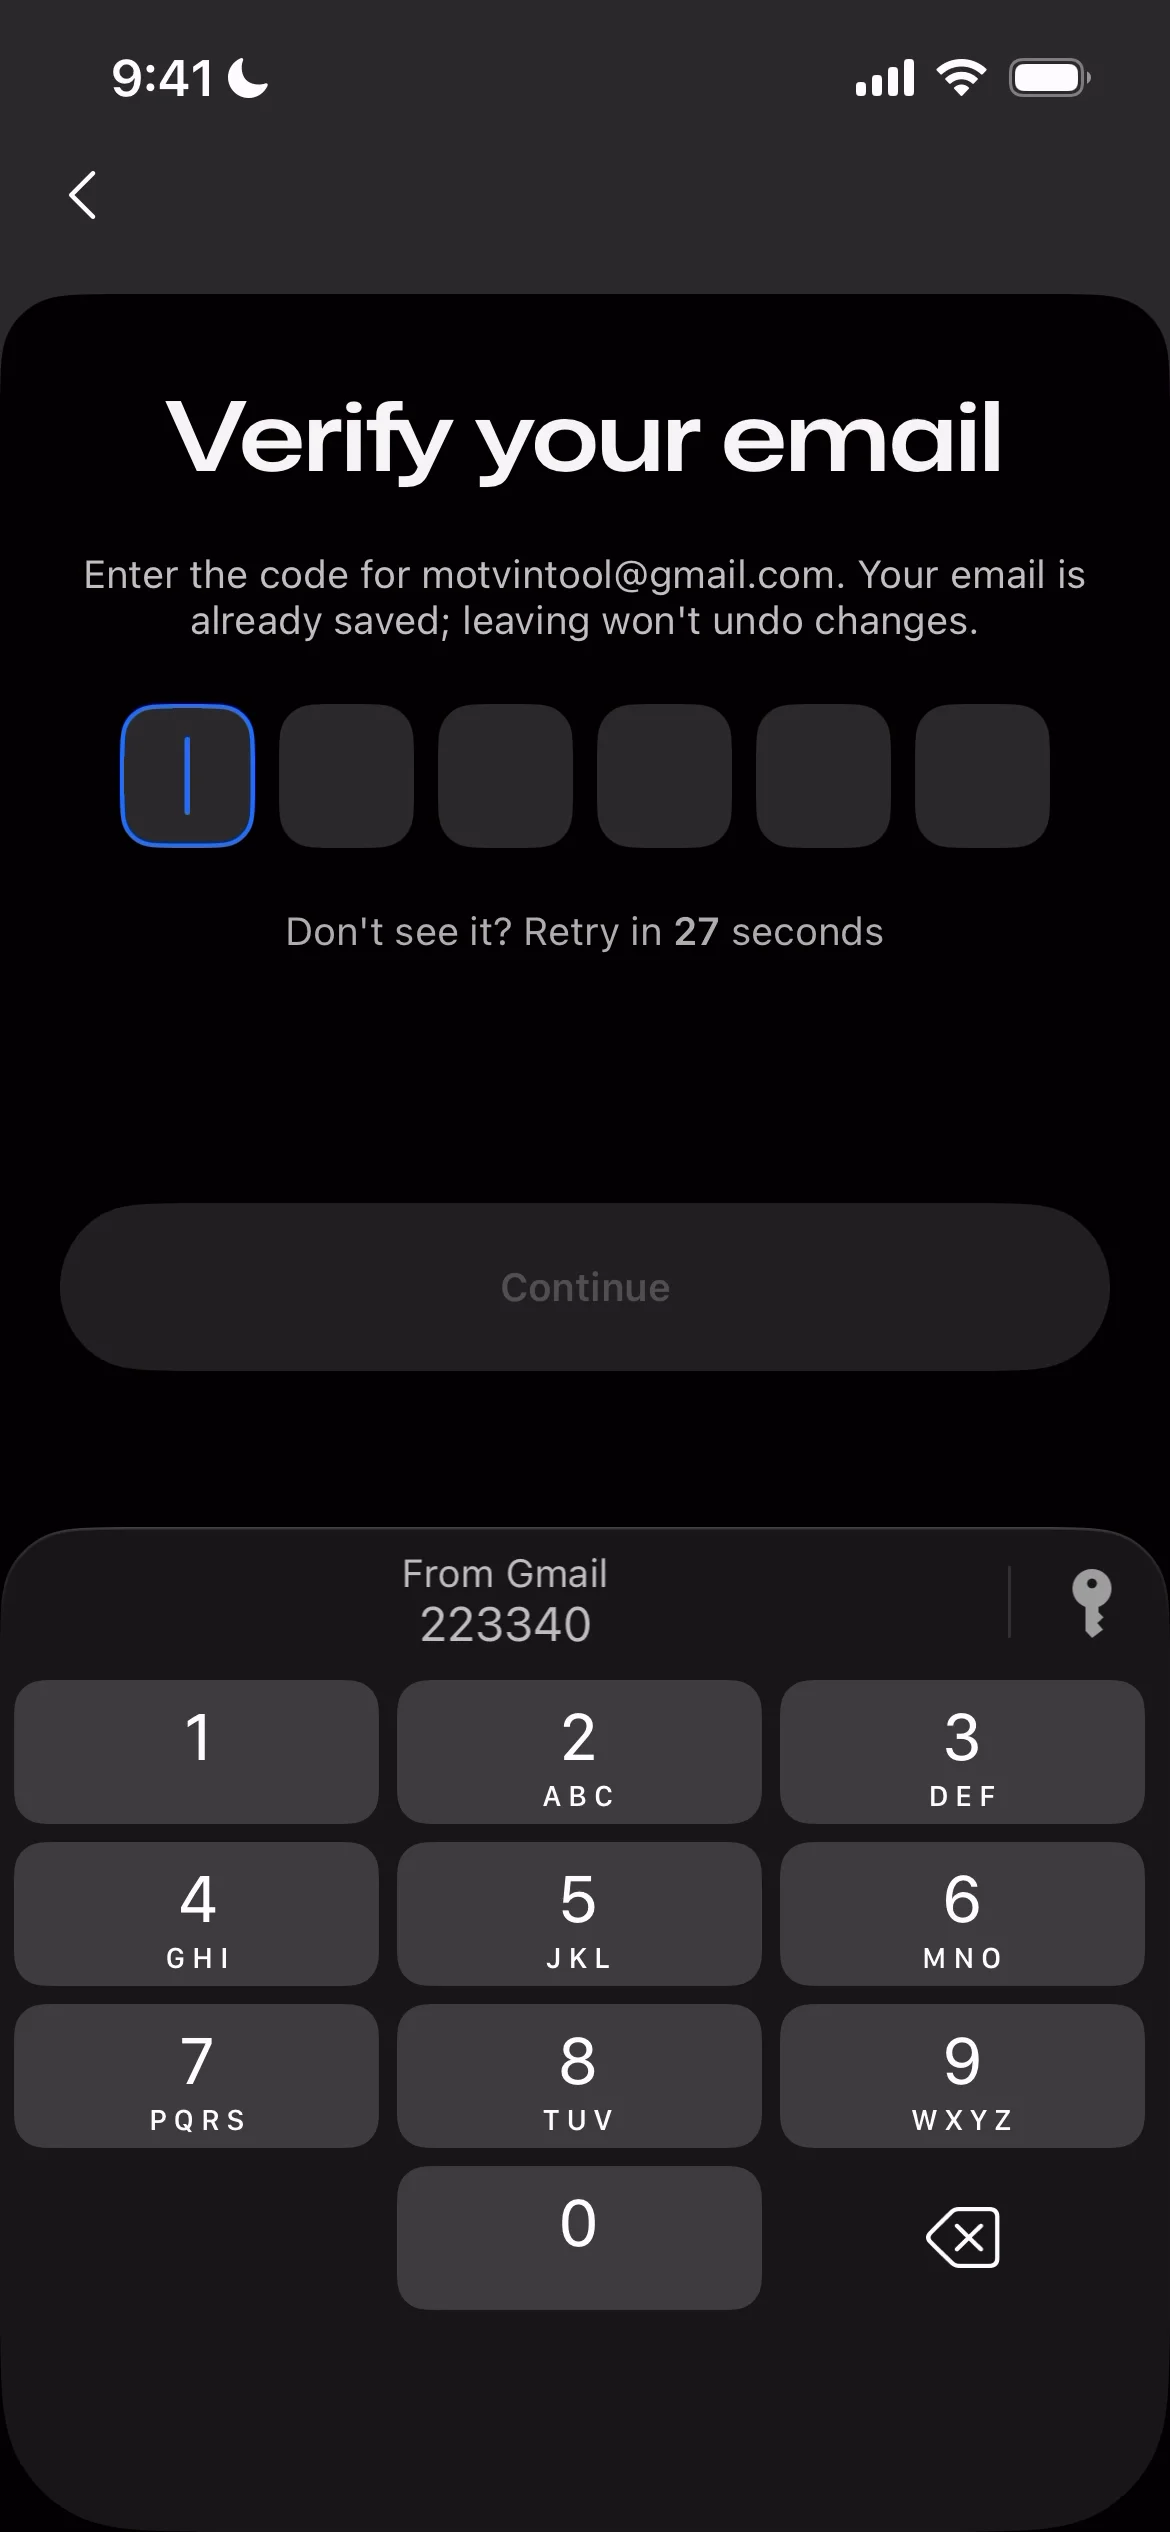 9:41
Verify your email
Enter the code for motvintool@gmail.com. Your email is
already saved; leaving won't undo changes.
Don't see it? Retry in 27 seconds
Continue
From Gmail
223340
1
2
ABC
3
DEF
4
GHI
5
JKL
6
MNO
7
PQRS
8
TUV
9
WXYZ
0